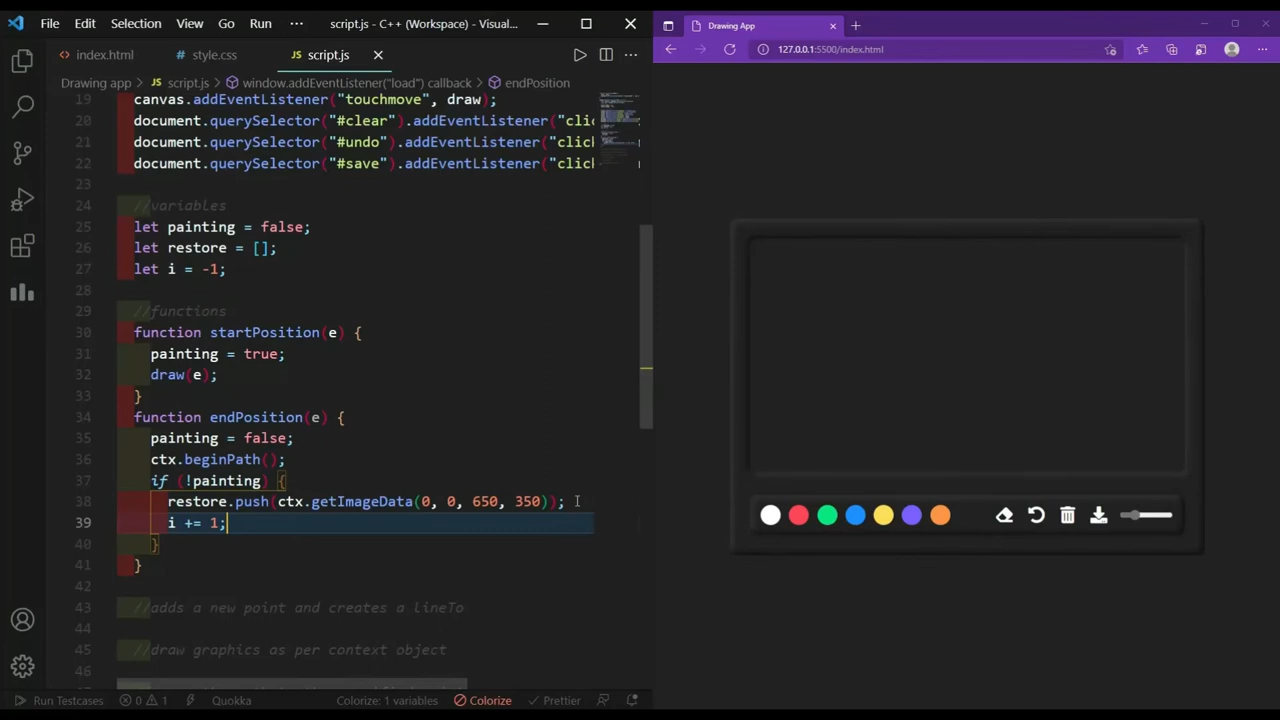 File Edit Selection View Go Run ··· script.js - C++ (Workspace) - Visual...
index.html style.css script.js
Drawing app > script.js > window.addEventListener("load") callback > endPosition
19 canvas.addEventListener("touchmove", draw);
20 document.querySelector("#clear").addEventListener("clic
21 document.querySelector("#undo").addEventListener("click
22 document.querySelector("#save").addEventListener("click
23
24 //variables
25 let painting = false;
26 let restore = [];
27 let i = -1;
28
29 //functions
30 function startPosition(e) {
31 painting = true;
32 draw(e);
33 }
34 function endPosition(e) {
35 painting = false;
36 ctx.beginPath();
37 if (!painting) {
38 restore.push(ctx.getImageData(0, 0, 650, 350));
39 i += 1;
40 }
41 }
42
43 //adds a new point and creates a lineTo
44
45 //draw graphics as per context object
46
Run Testcases 0 1 Quokka Colorize: 1 variables Colorize Prettier
Drawing App
127.0.0.1:5500/index.html